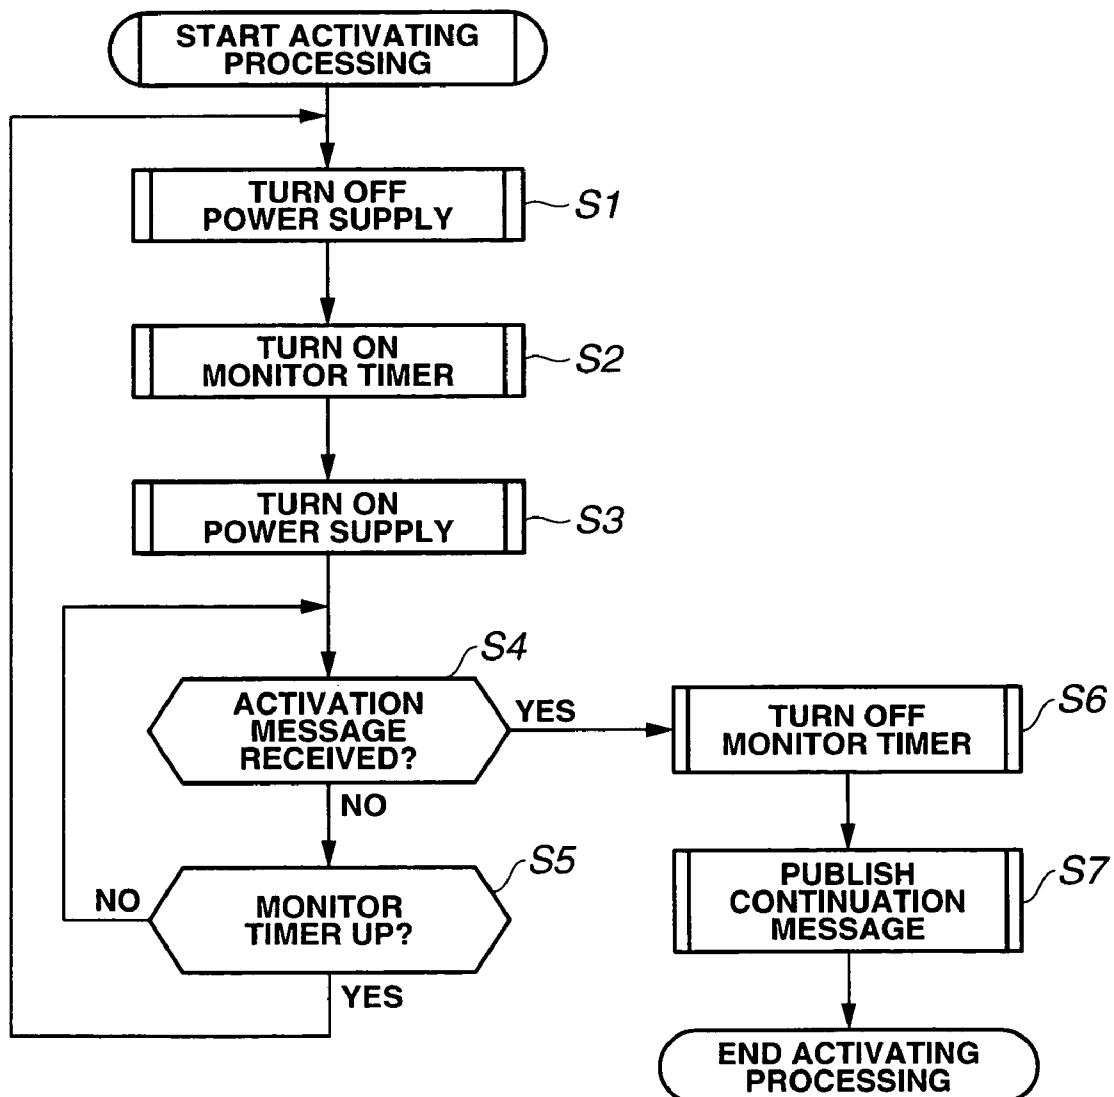 START ACTIVATING
PROCESSING
TURN OFF
POWER SUPPLY
S1
TURN ON
MONITOR TIMER
S2
TURN ON
POWER SUPPLY
S3
S4
ACTIVATION
MESSAGE
RECEIVED?
YES
NO
TURN OFF
MONITOR TIMER
S6
S5
MONITOR
TIMER UP?
NO
YES
PUBLISH
CONTINUATION
MESSAGE
S7
END ACTIVATING
PROCESSING